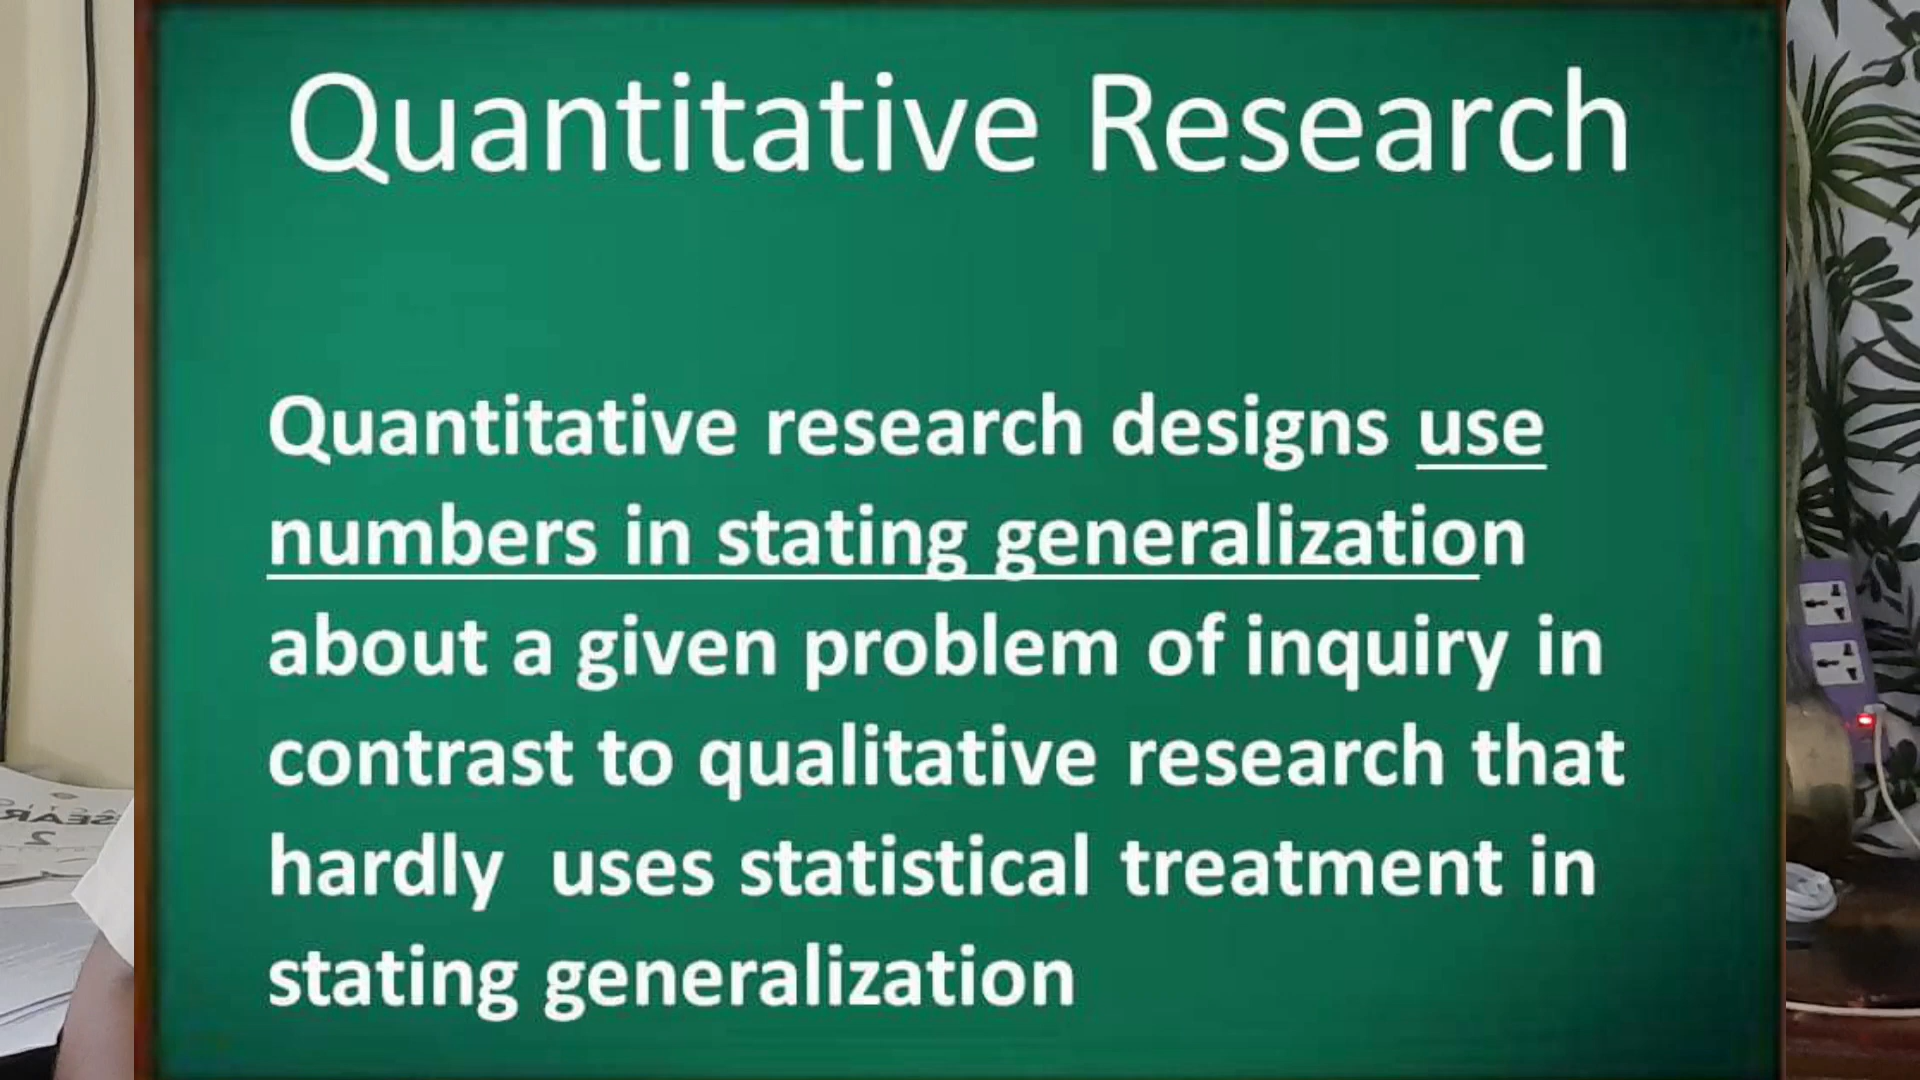 Quantitative Research
Quantitative research designs use
numbers in stating generalization
about a given problem of inquiry in
contrast to qualitative research that
hardly uses statistical treatment in
stating generalization